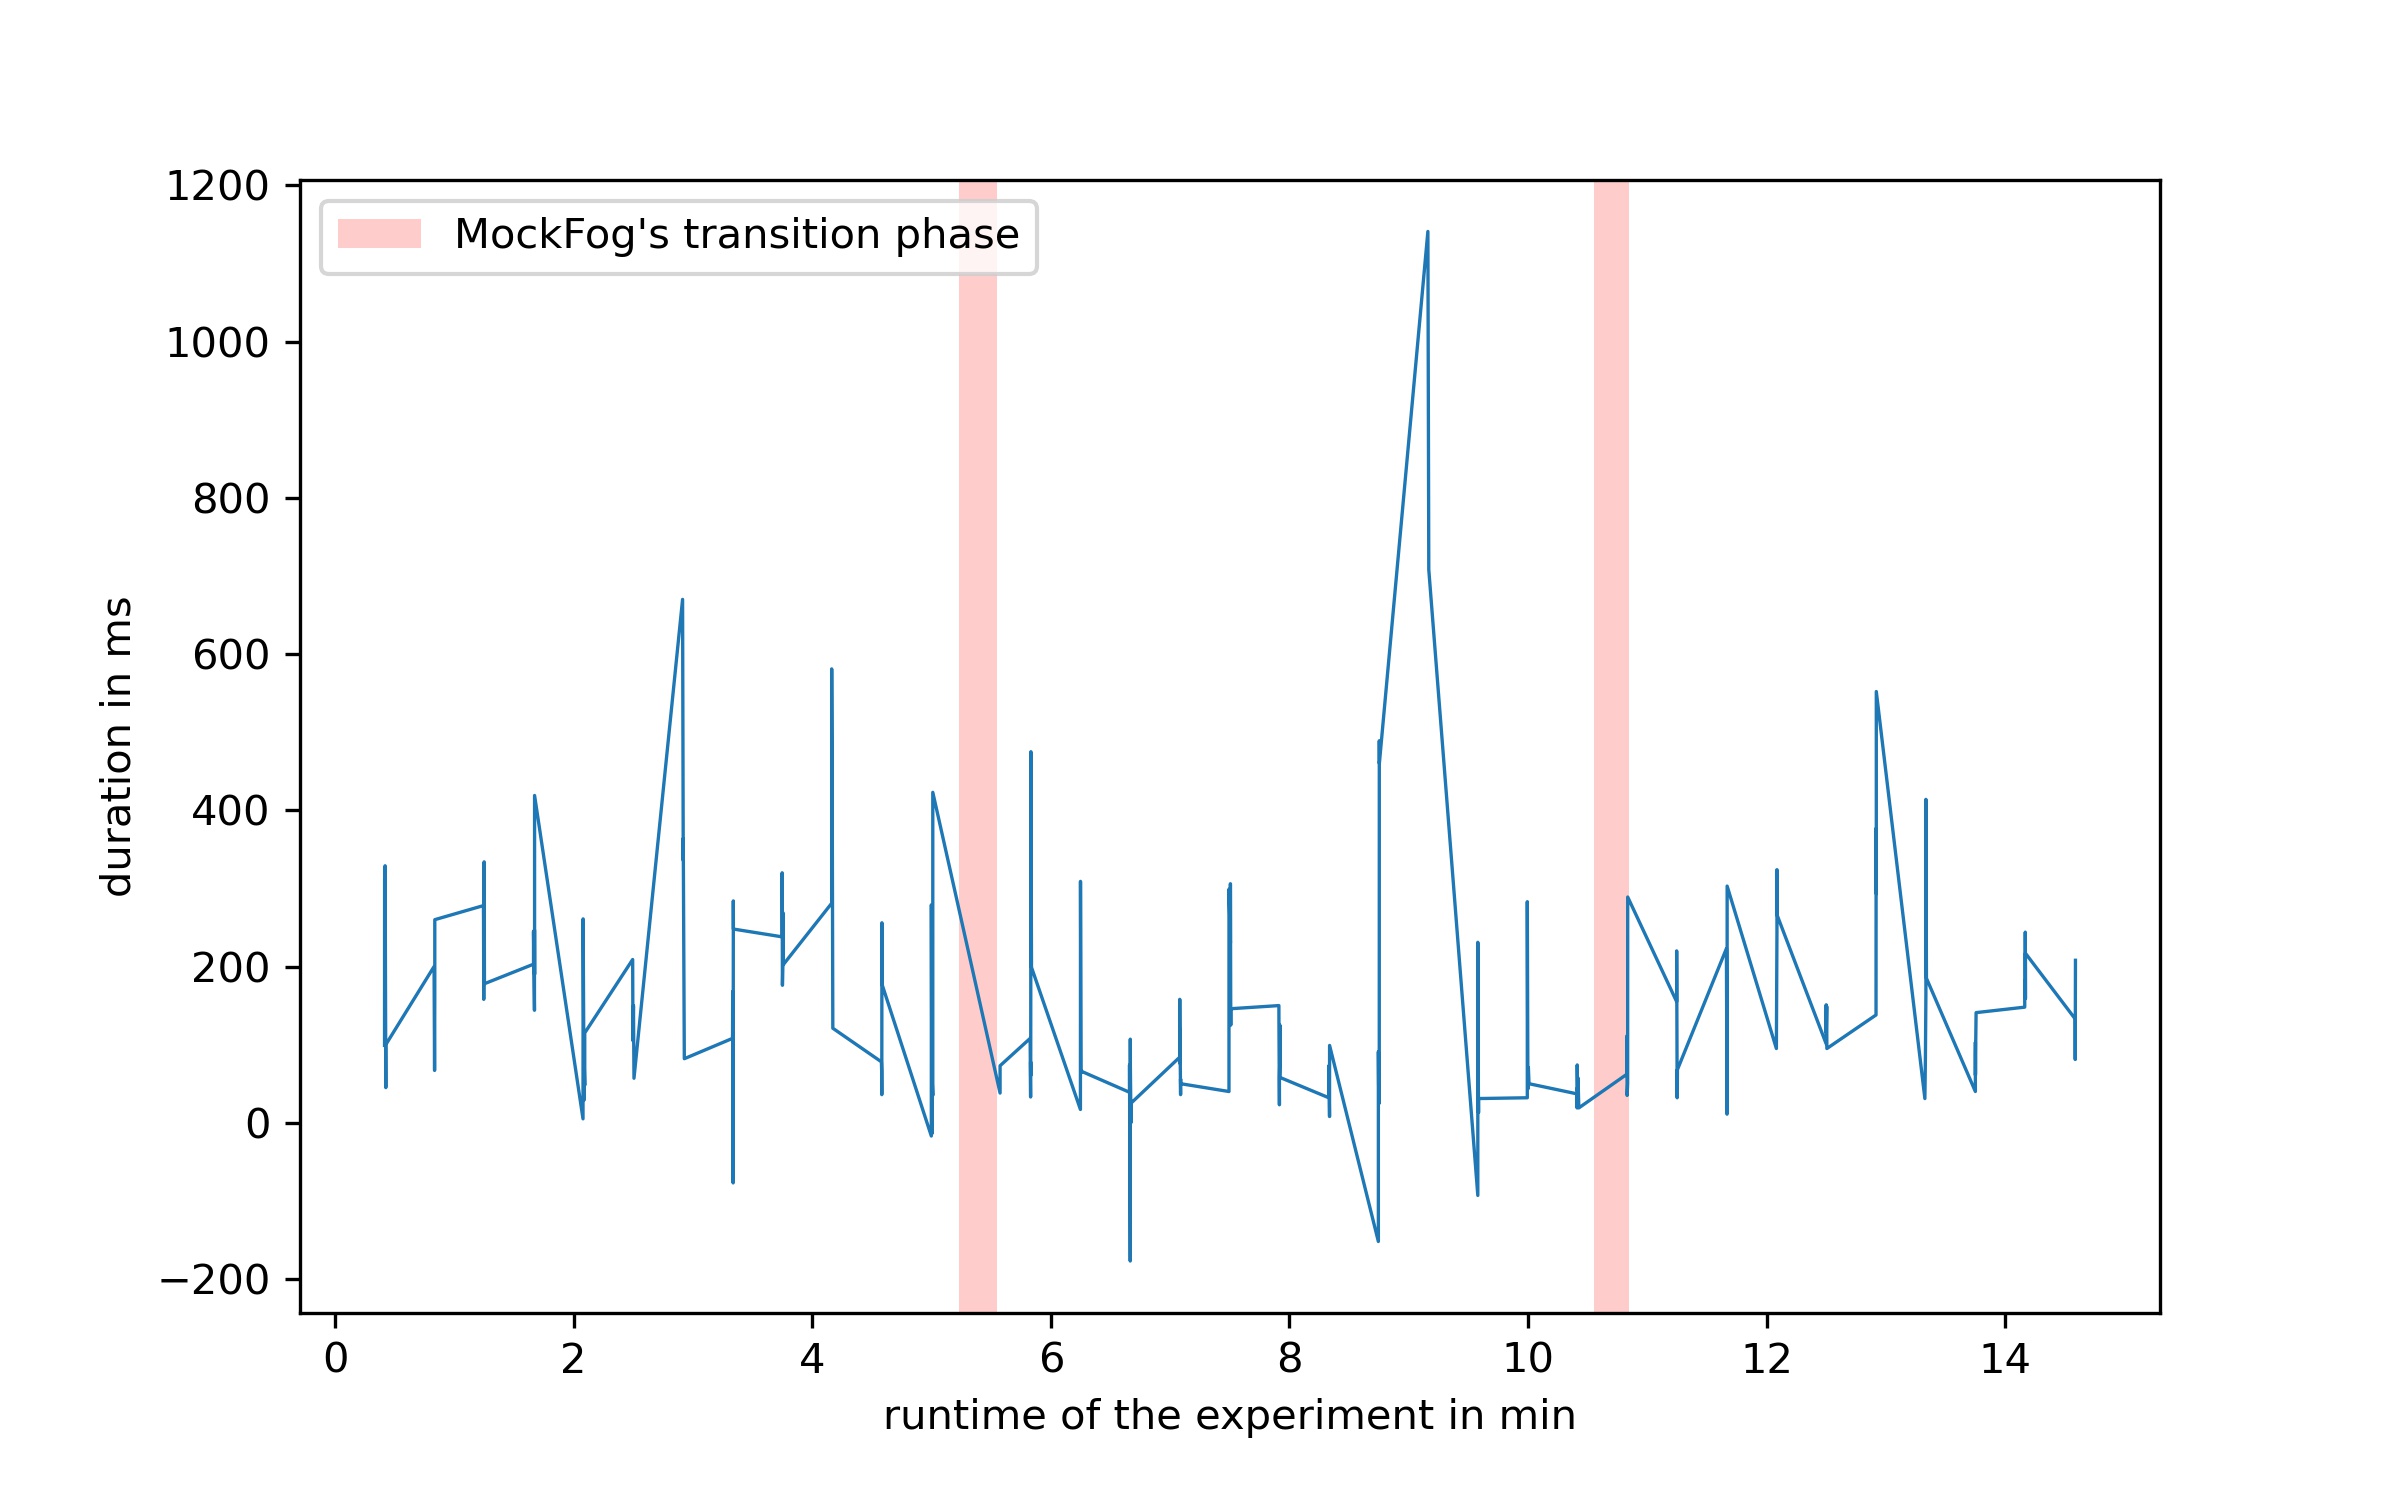 MockFog's transition phase
1200
1000
800
600
400
200
0
−200
duration in ms
0 2 4 6 8 10 12 14
runtime of the experiment in min